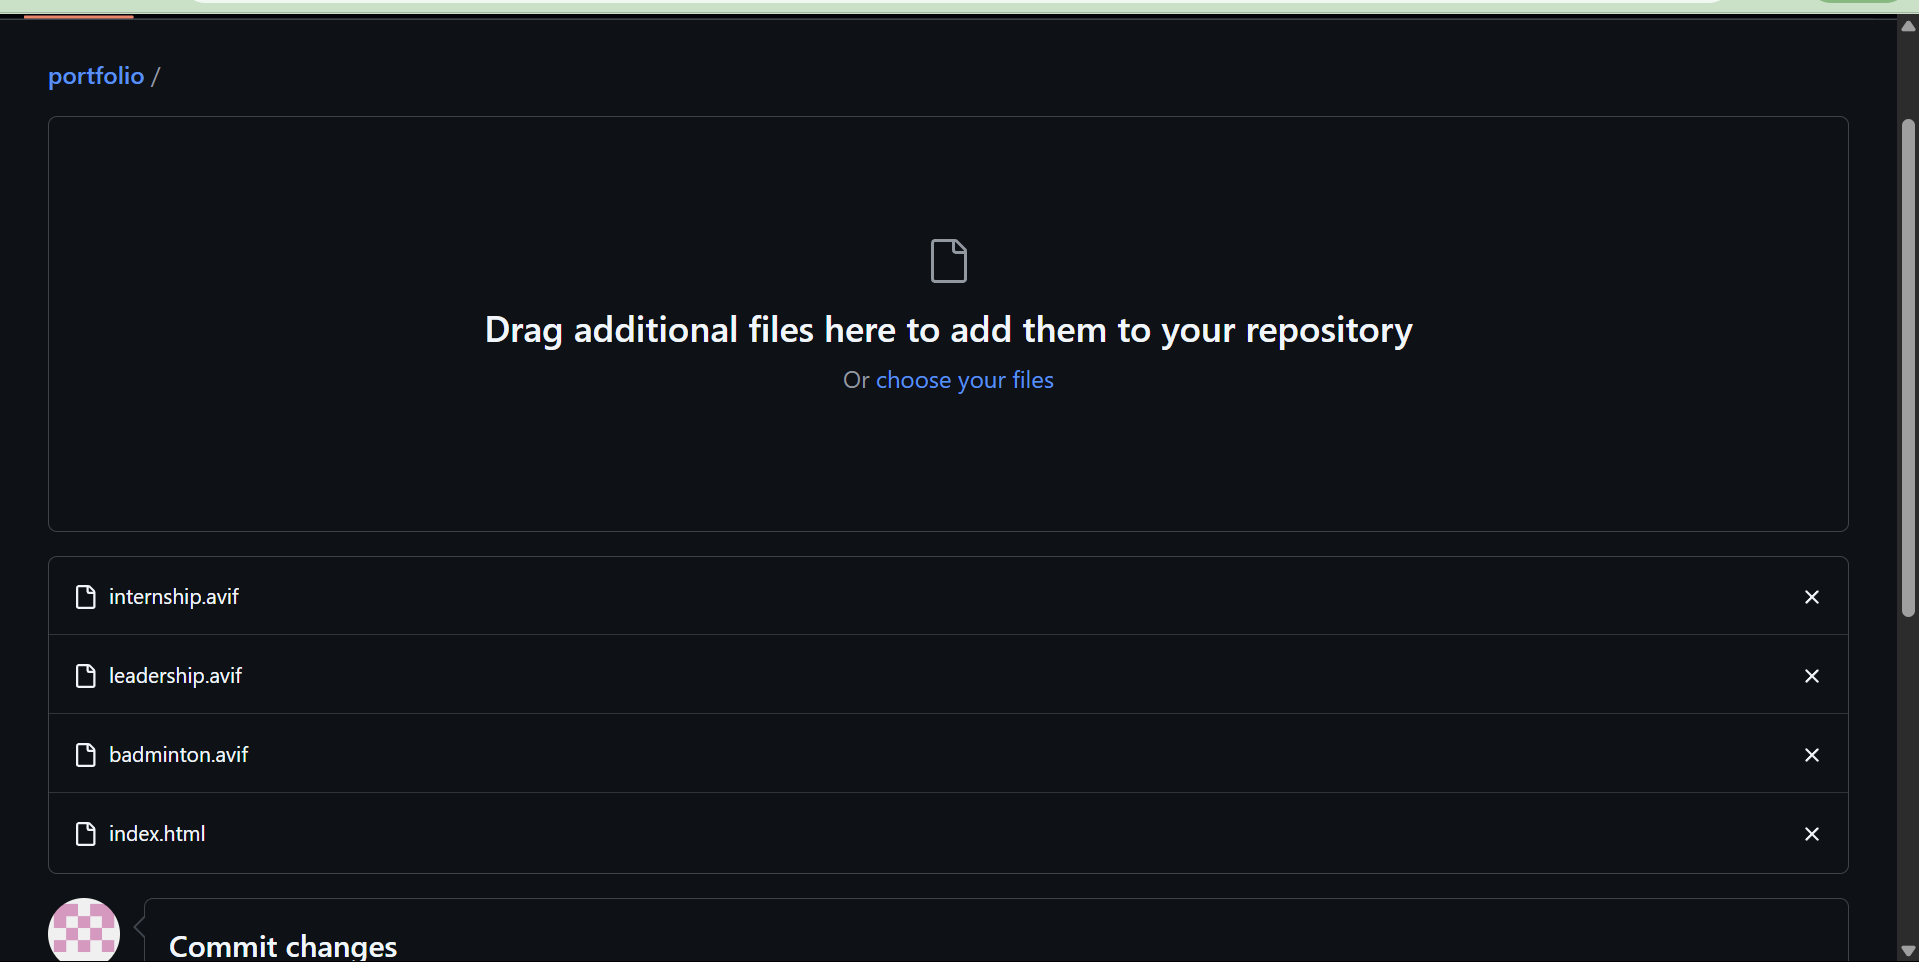 portfolio /
Drag additional files here to add them to your repository
Or choose your files
internship.avif
leadership.avif
badminton.avif
index.html
Commit changes